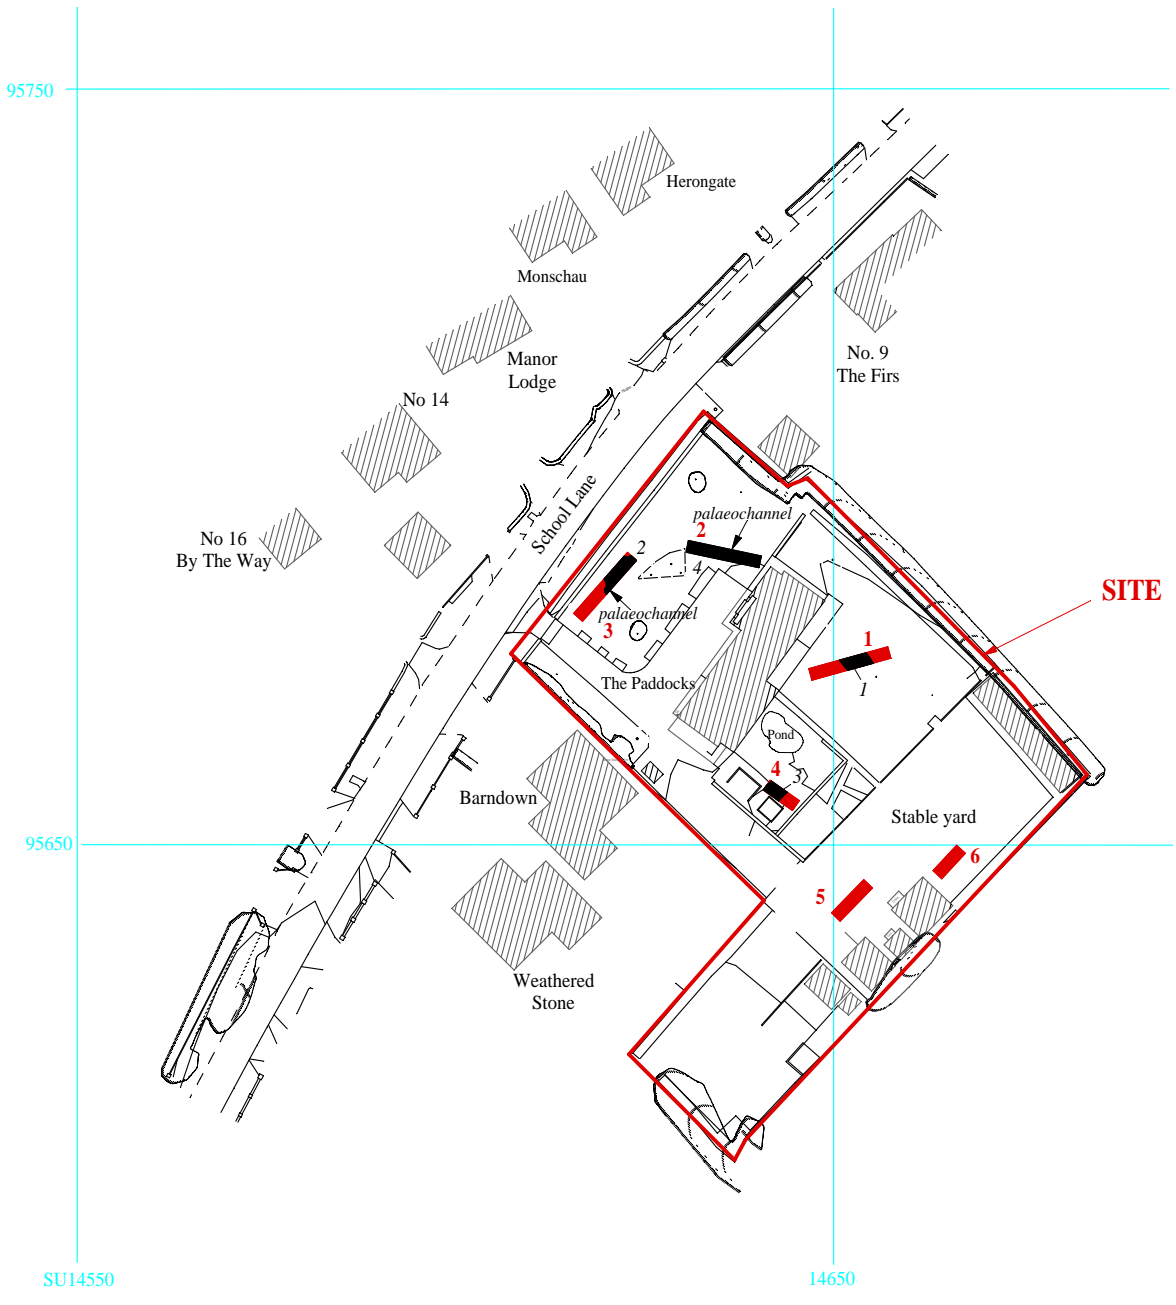 95750
Herongate
Monschau
Manor
Lodge
No. 9
The Firs
No 14
School Lane
No 16
By The Way
palaeochannel
2
2
4
palaeochannel
3
SITE
1
1
The Paddocks
Pond
4
3
Barndown
Stable yard
95650
6
5
Weathered
Stone
SU14550
14650